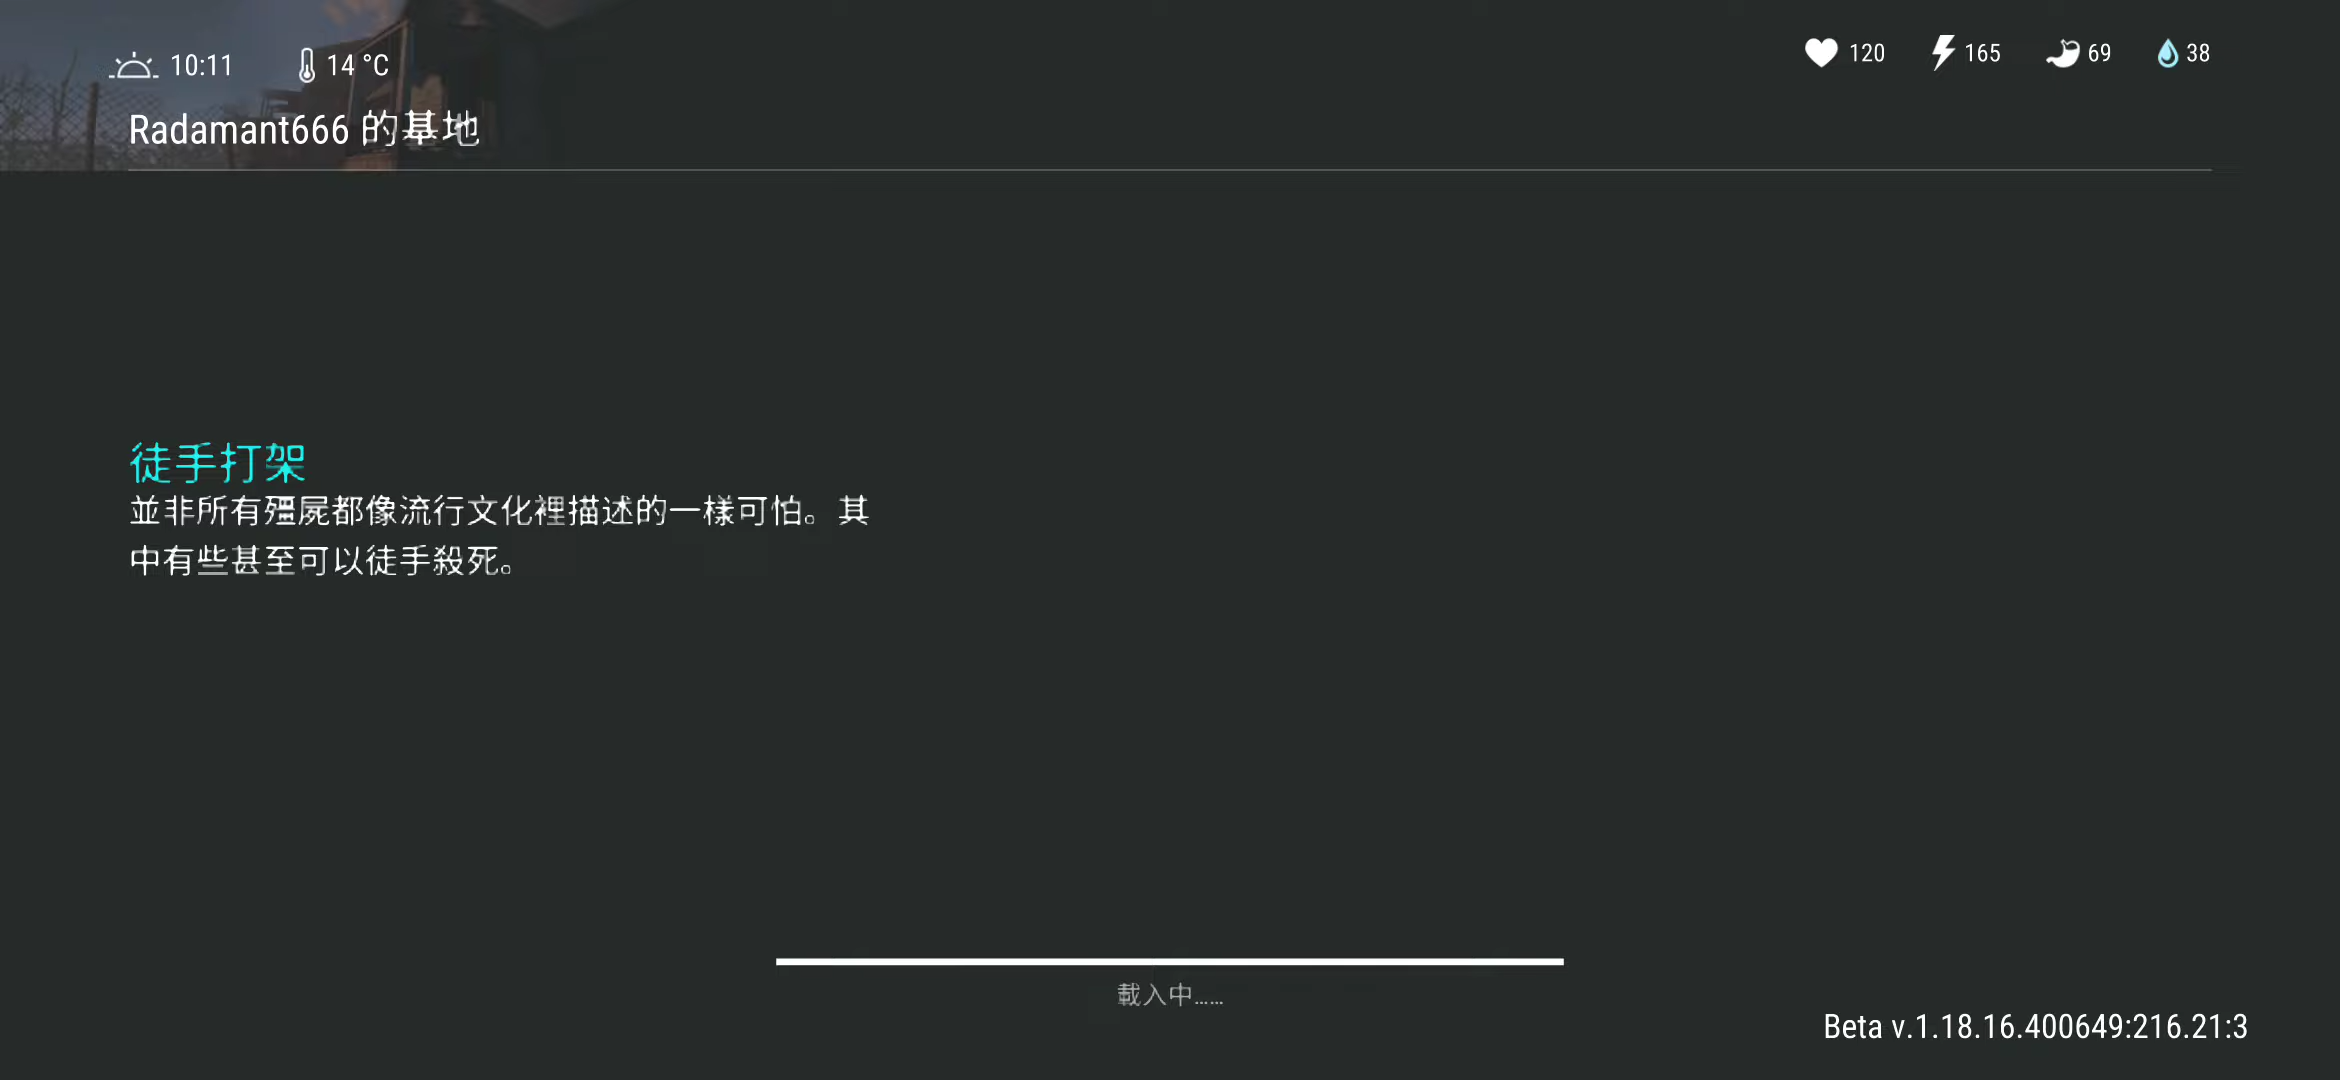 10:11 14 °C 120 165 69 38
Radamant666 的基地
徒手打架
並非所有殭屍都像流行文化裡描述的一樣可怕。其
中有些甚至可以徒手殺死。
載入中……
Beta v.1.18.16.400649:216.21:3